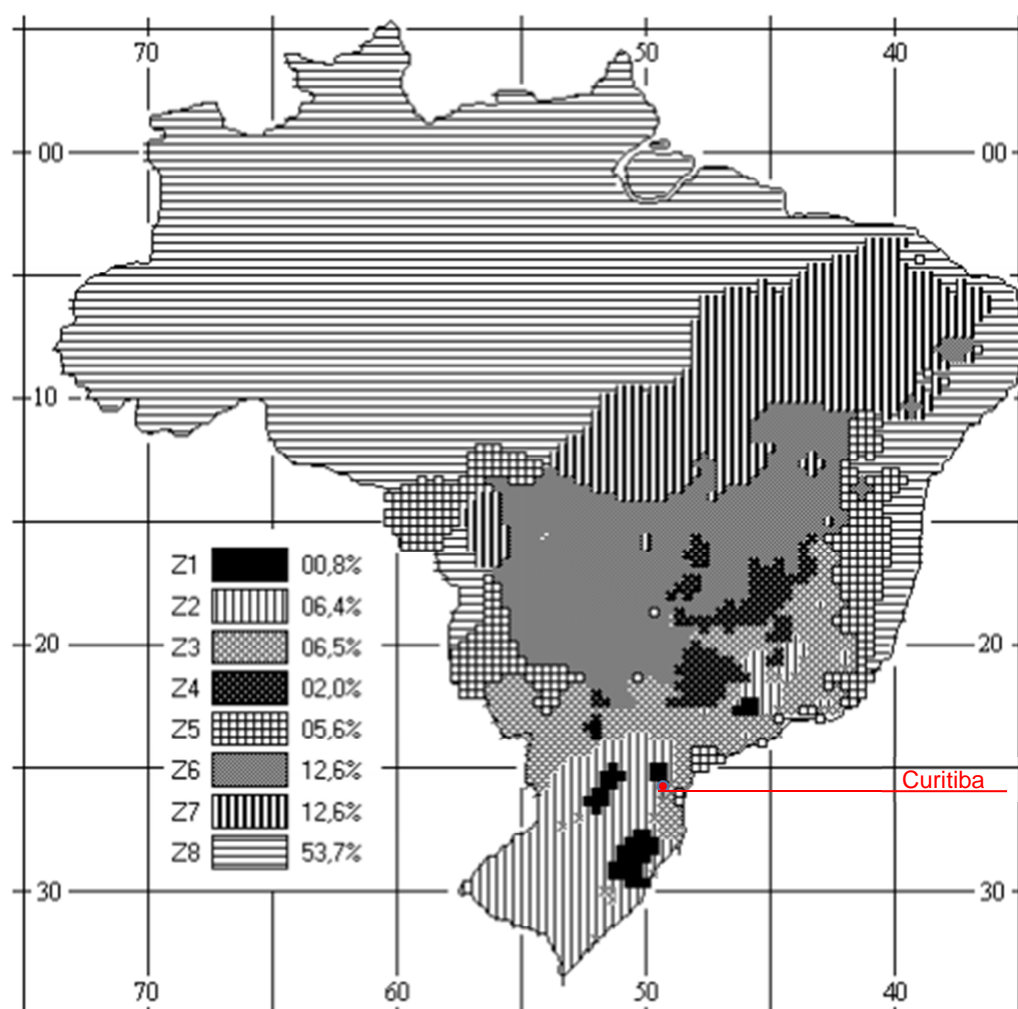 70 50 40
00 00
10
Z1 00,8%
Z2 06,4%
Z3 06,5%
Z4 02,0%
Z5 05,6%
Z6 12,6%
Z7 12,6%
Z8 53,7%
20 20
Curitiba
30 30
70 60 50 40